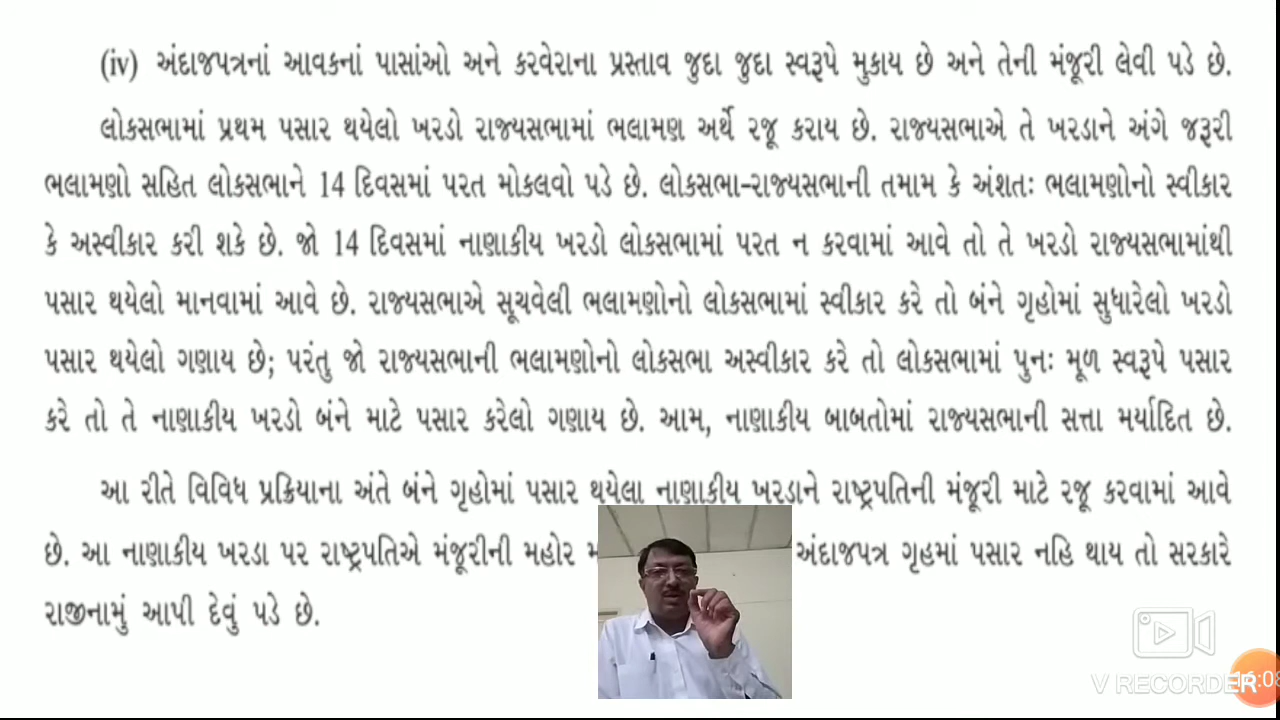 (iv) અંદાજપત્રનાં આવકનાં પાસાંઓ અને કરવેરાના પ્રસ્તાવ જુદા જુદા સ્વરૂપે મુકાય છે અને તેની મંજૂરી લેવી પડે છે.
લોકસભામાં પ્રથમ પસાર થયેલો ખરડો રાજ્યસભામાં ભલામણ અર્થે રજૂ કરાય છે. રાજ્યસભાએ તે ખરડાને અંગે જરૂરી
ભલામણો સહિત લોકસભાને 14 દિવસમાં પરત મોકલવો પડે છે. લોકસભા-રાજ્યસભાની તમામ કે અંશતઃ ભલામણોનો સ્વીકાર
કે અસ્વીકાર કરી શકે છે. જો 14 દિવસમાં નાણાકીય ખરડો લોકસભામાં પરત ન કરવામાં આવે તો તે ખરડો રાજ્યસભામાંથી
પસાર થયેલો માનવામાં આવે છે. રાજ્યસભાએ સૂચવેલી ભલામણોનો લોકસભામાં સ્વીકાર કરે તો બંને ગૃહોમાં સુધારેલો ખરડો
પસાર થયેલો ગણાય છે; પરંતુ જો રાજ્યસભાની ભલામણોનો લોકસભા અસ્વીકાર કરે તો લોકસભામાં પુનઃ મૂળ સ્વરૂપે પસાર
કરે તો તે નાણાકીય ખરડો બંને માટે પસાર કરેલો ગણાય છે. આમ, નાણાકીય બાબતોમાં રાજ્યસભાની સત્તા મર્યાદિત છે.
આ રીતે વિવિધ પ્રક્રિયાના અંતે બંને ગૃહોમાં પસાર થયેલા નાણાકીય ખરડાને રાષ્ટ્રપતિની મંજૂરી માટે રજૂ કરવામાં આવે
છે. આ નાણાકીય ખરડા પર રાષ્ટ્રપતિએ મંજૂરીની મહોર અંદાજપત્ર ગૃહમાં પસાર નહિ થાય તો સરકારે
રાજીનામું આપી દેવું પડે છે.
V RECORDER
16:08